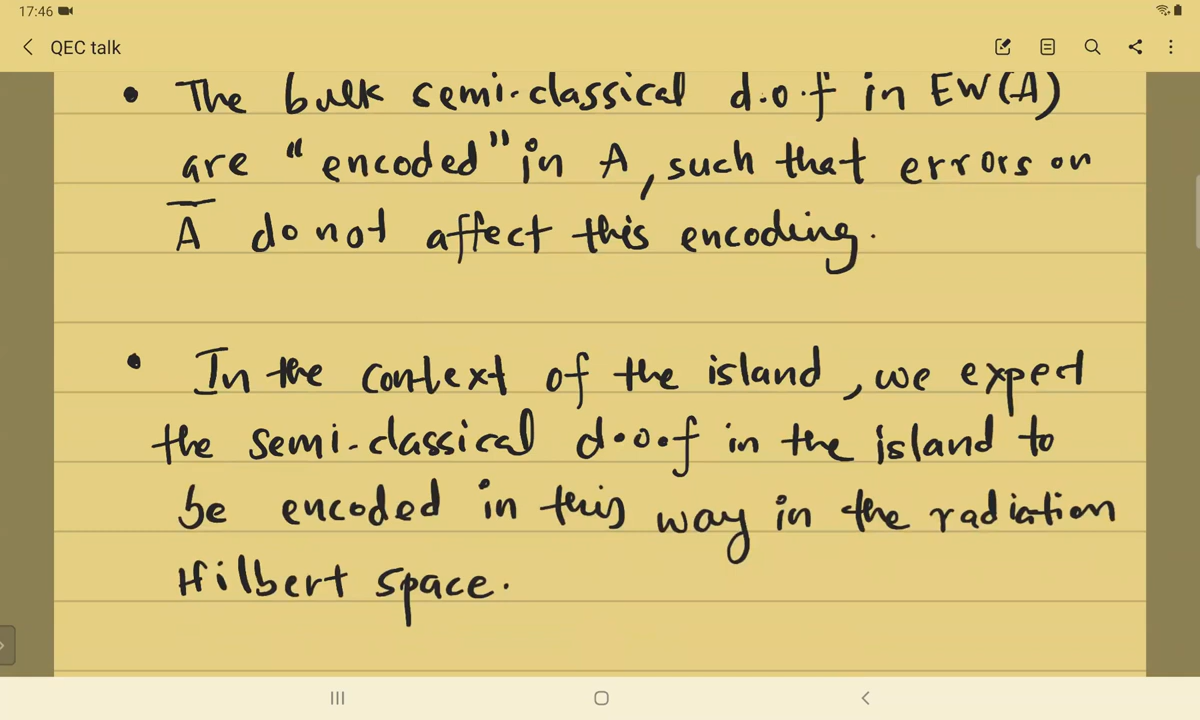 17:46
QEC talk
• The bulk semi-classical d.o.f in EW(A)
are "encoded" in A, such that errors on
A̅ do not affect this encoding.
• In the context of the island, we expect
the semi-classical d.o.f in the island to
be encoded in this way in the radiation
Hilbert space.